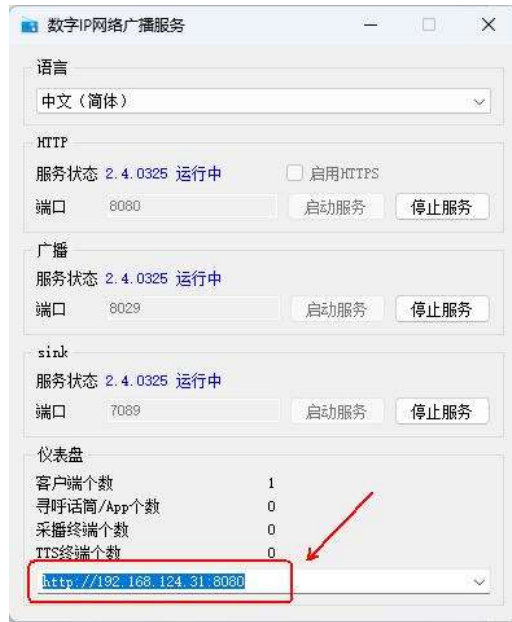 数字IP网络广播服务
语言
中文（简体）
HTTP
服务状态 2.4.0325 运行中 启用HTTPS
端口 8080 启动服务 停止服务
广播
服务状态 2.4.0325 运行中
端口 8029 启动服务 停止服务
sink
服务状态 2.4.0325 运行中
端口 7089 启动服务 停止服务
仪表盘
客户端个数 1
寻呼话筒/App个数 0
采播终端个数 0
TTS终端个数 0
http://192.168.124.31:8080